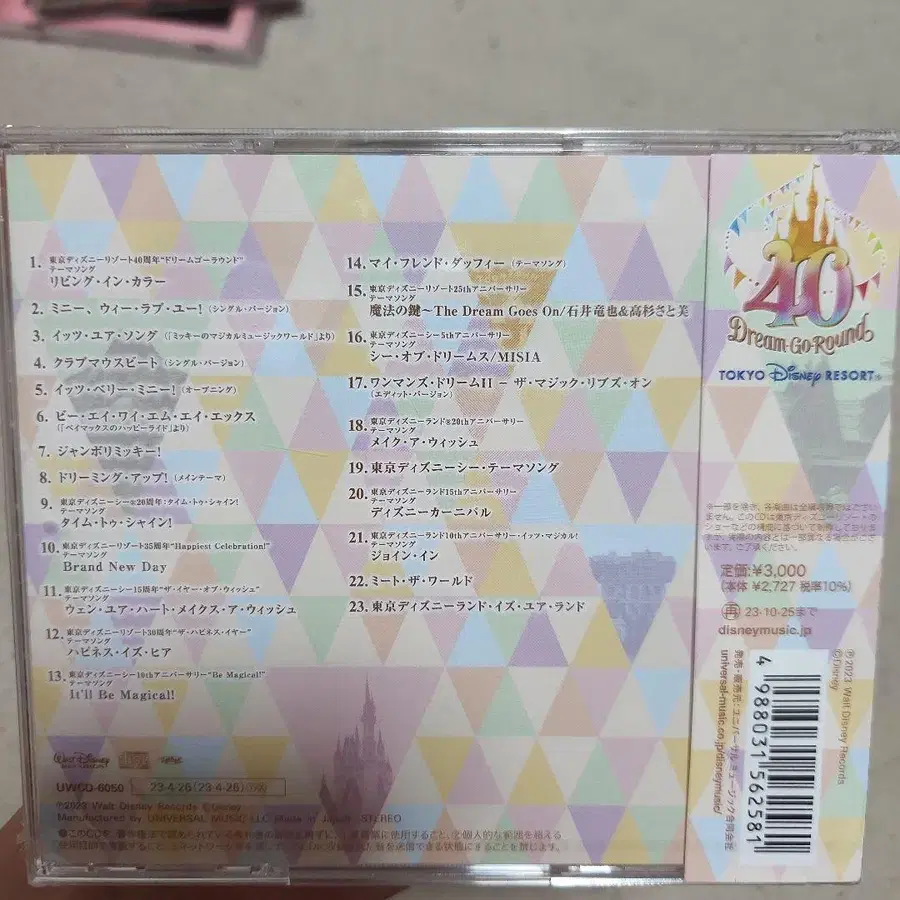 1. 東京ディズニーリゾート40周年"ドリームゴーラウンド"
テーマソング
リビング・イン・カラー
2. ミニー、ウィー・ラブ・ユー!(シングル・バージョン)
3. イッツ・ユア・ソング(「ミッキーのマジカルミュージックワールド」より)
4. クラブマウスビート(シングル・バージョン)
5. イッツ・ベリー・ミニー!(オープニング)
6. ビー・エイ・ワイ・エム・エイ・エックス
(「ベイマックスのハッピーライド」より)
7. ジャンボリミッキー!
8. ドリーミング・アップ!(メインテーマ)
9. 東京ディズニーシー®20周年:タイム・トゥ・シャイン!
テーマソング
タイム・トゥ・シャイン!
10. 東京ディズニーリゾート35周年"Happiest Celebration!"
テーマソング
Brand New Day
11. 東京ディズニーシー15周年"ザ・イヤー・オブ・ウィッシュ"
テーマソング
ウェン・ユア・ハート・メイクス・ア・ウィッシュ
12. 東京ディズニーリゾート30周年"ザ・ハピネス・イヤー"
テーマソング
ハピネス・イズ・ヒア
13. 東京ディズニーシー10thアニバーサリー"Be Magical!"
テーマソング
It'll Be Magical!
14. マイ・フレンド・ダッフィー(テーマソング)
15. 東京ディズニーリゾート25thアニバーサリー
テーマソング
魔法の鍵~The Dream Goes On/石井竜也&高杉さと美
16. 東京ディズニーシー5thアニバーサリー
テーマソング
シー・オブ・ドリームス/MISIA
17. ワンマンズ・ドリームII – ザ・マジック・リブズ・オン
(エディット・バージョン)
18. 東京ディズニーランド®20thアニバーサリー
テーマソング
メイク・ア・ウィッシュ
19. 東京ディズニーシー・テーマソング
20. 東京ディズニーランド15thアニバーサリー
テーマソング
ディズニーカーニバル
21. 東京ディズニーランド10thアニバーサリー・イッツ・マジカル!
テーマソング
ジョイン・イン
22. ミート・ザ・ワールド
23. 東京ディズニーランド・イズ・ユア・ランド
Walt Disney
UWCD-6050 23・4・26(23・4・26)
℗2023 Walt Disney Records ©Disney
Manufactured by UNIVERSAL MUSIC LLC Made in Japan STEREO
40
Dream-Go-Round
TOKYO Disney RESORT
定価:¥3,000
(本体 ¥2,727 税率10%)
再 23・10・25まで
disneymusic.jp
℗2023 Walt Disney Records
©Disney
発売・販売元:ユニバーサル ミュージック合同会社
universal-music.co.jp/disneymusic/
4 988031 562581